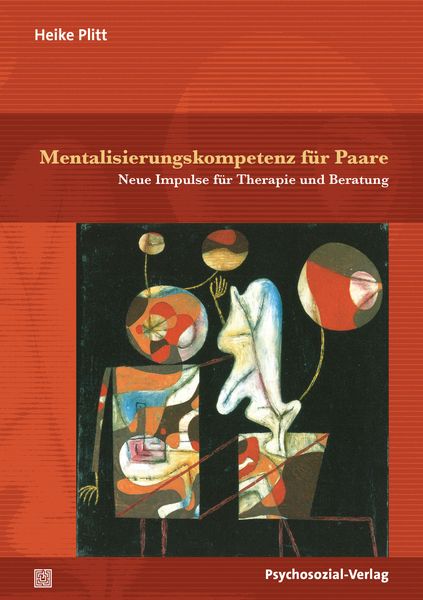 Heike Plitt
Mentalisierungskompetenz für Paare
Neue Impulse für Therapie und Beratung
Psychosozial-Verlag